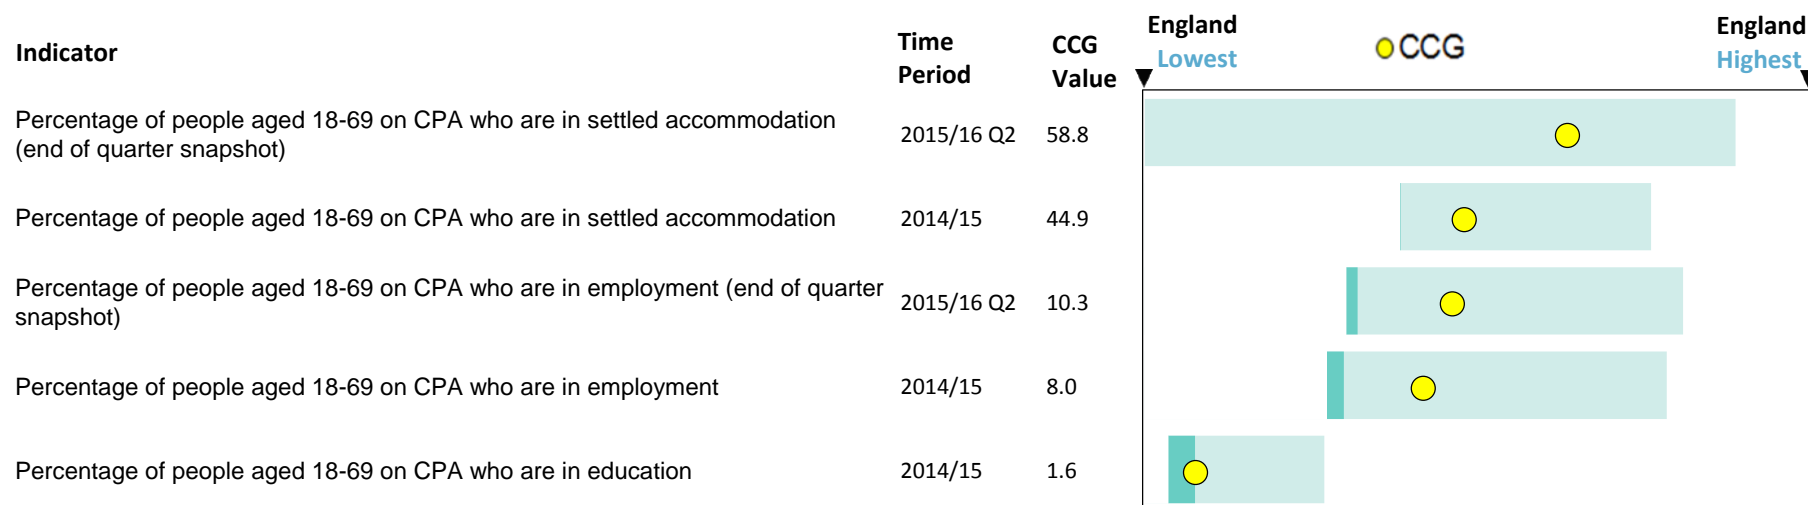 Indicator
Time Period
CCG Value
England Lowest
CCG
England Highest
Percentage of people aged 18-69 on CPA who are in settled accommodation
(end of quarter snapshot)
2015/16 Q2
58.8
Percentage of people aged 18-69 on CPA who are in settled accommodation
2014/15
44.9
Percentage of people aged 18-69 on CPA who are in employment (end of quarter
snapshot)
2015/16 Q2
10.3
Percentage of people aged 18-69 on CPA who are in employment
2014/15
8.0
Percentage of people aged 18-69 on CPA who are in education
2014/15
1.6